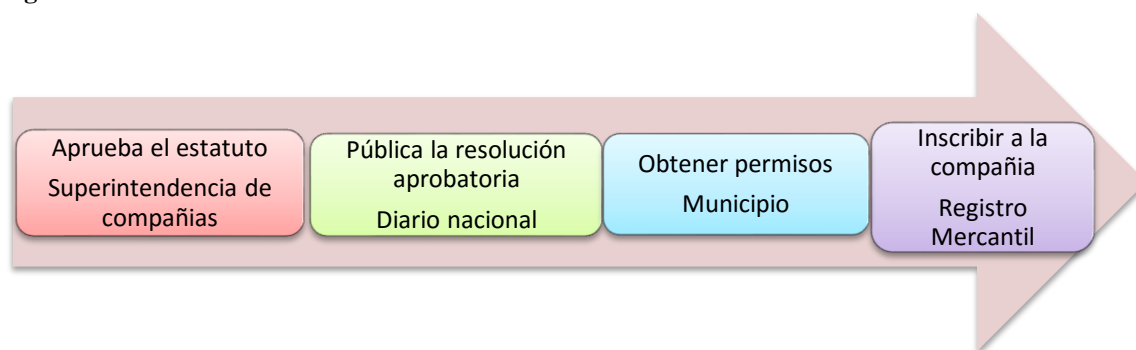 Aprueba el estatuto
Superintendencia de
compañias
Pública la resolución
aprobatoria
Diario nacional
Obtener permisos
Municipio
Inscribir a la
compañia
Registro
Mercantil